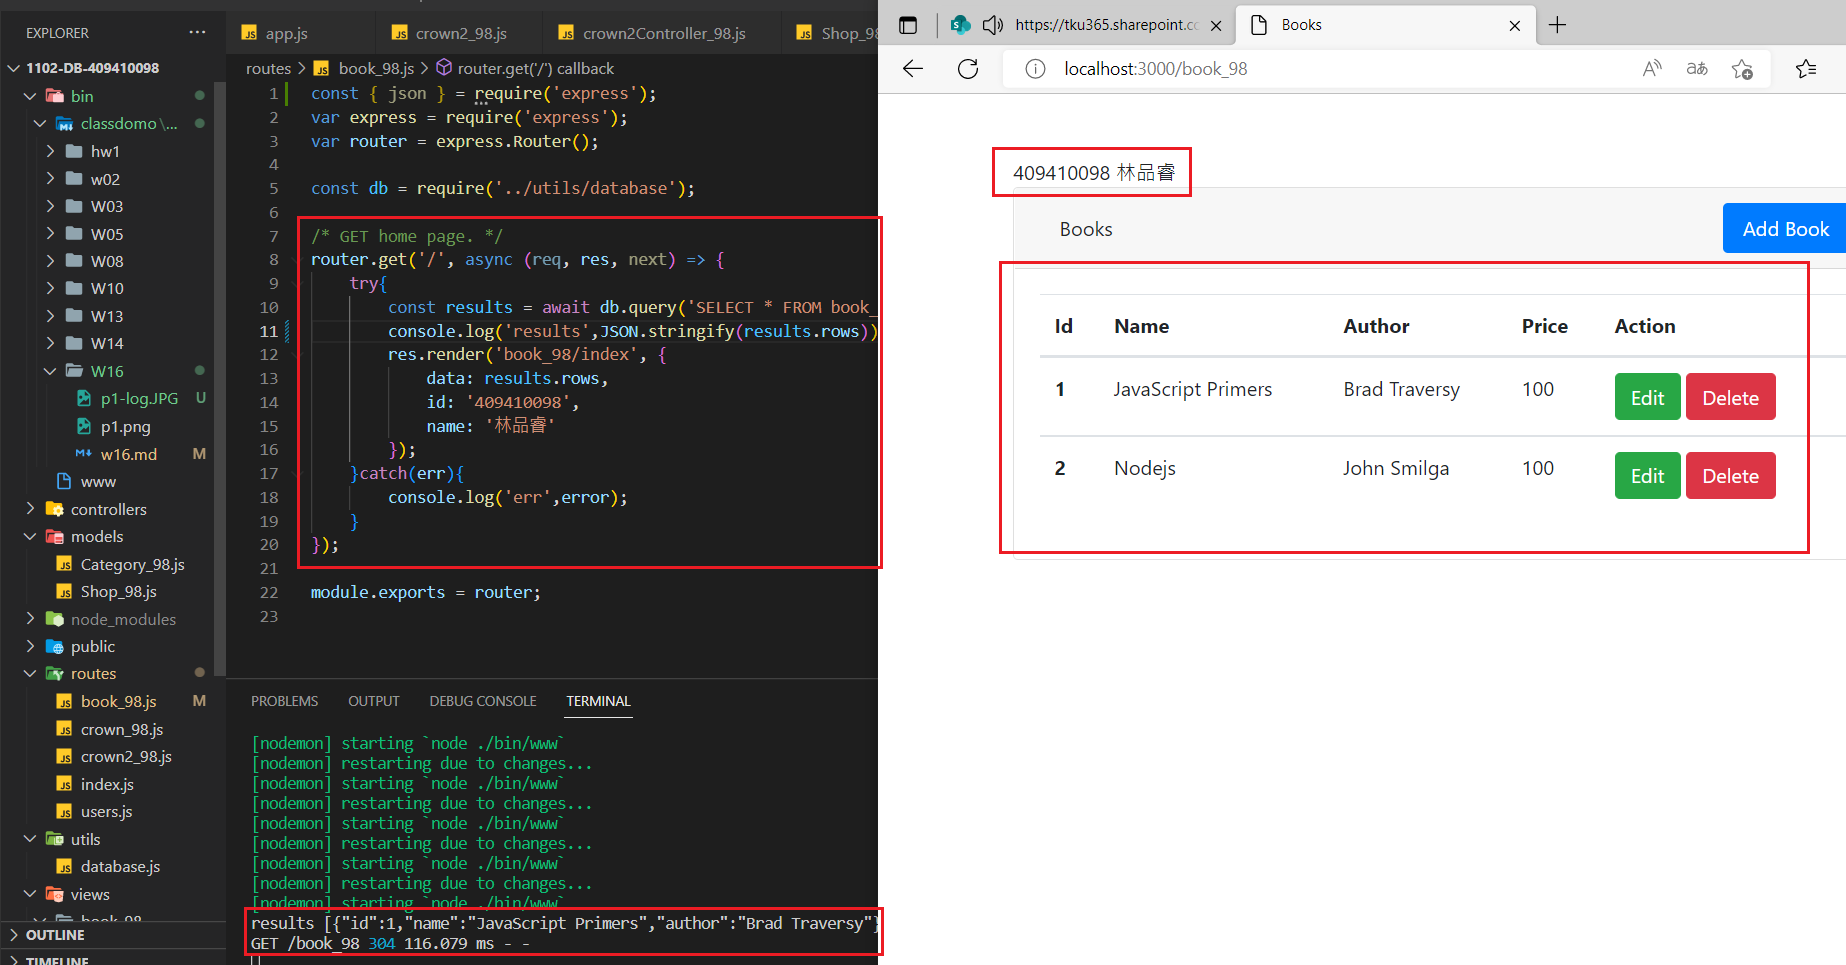 EXPLORER
1102-DB-409410098
bin
classdomo \ ...
hw1
w02
W03
W05
W08
W10
W13
W14
W16
p1-log.JPG U
p1.png
w16.md M
www
controllers
models
Category_98.js
Shop_98.js
node_modules
public
routes
book_98.js M
crown_98.js
crown2_98.js
index.js
users.js
utils
database.js
views
book_98
OUTLINE
TIMELINE
app.js
crown2_98.js
crown2Controller_98.js
Shop_98
routes > book_98.js > router.get('/') callback
1 const { json } = require('express');
2 var express = require('express');
3 var router = express.Router();
4
5 const db = require('../utils/database');
6
7 /* GET home page. */
8 router.get('/', async (req, res, next) => {
9 try{
10 const results = await db.query('SELECT * FROM book_
11 console.log('results',JSON.stringify(results.rows))
12 res.render('book_98/index', {
13 data: results.rows,
14 id: '409410098',
15 name: '林品睿'
16 });
17 }catch(err){
18 console.log('err',error);
19 }
20 });
21
22 module.exports = router;
23
PROBLEMS OUTPUT DEBUG CONSOLE TERMINAL
[nodemon] starting `node ./bin/www`
[nodemon] restarting due to changes...
[nodemon] starting `node ./bin/www`
[nodemon] restarting due to changes...
[nodemon] starting `node ./bin/www`
[nodemon] restarting due to changes...
[nodemon] starting `node ./bin/www`
[nodemon] restarting due to changes...
[nodemon] starting `node ./bin/www`
results [{"id":1,"name":"JavaScript Primers","author":"Brad Traversy"}
GET /book_98 304 116.079 ms - -
https://tku365.sharepoint.co
Books
localhost:3000/book_98
409410098 林品睿
Books
Add Book
Id Name Author Price Action
1 JavaScript Primers Brad Traversy 100 Edit Delete
2 Nodejs John Smilga 100 Edit Delete